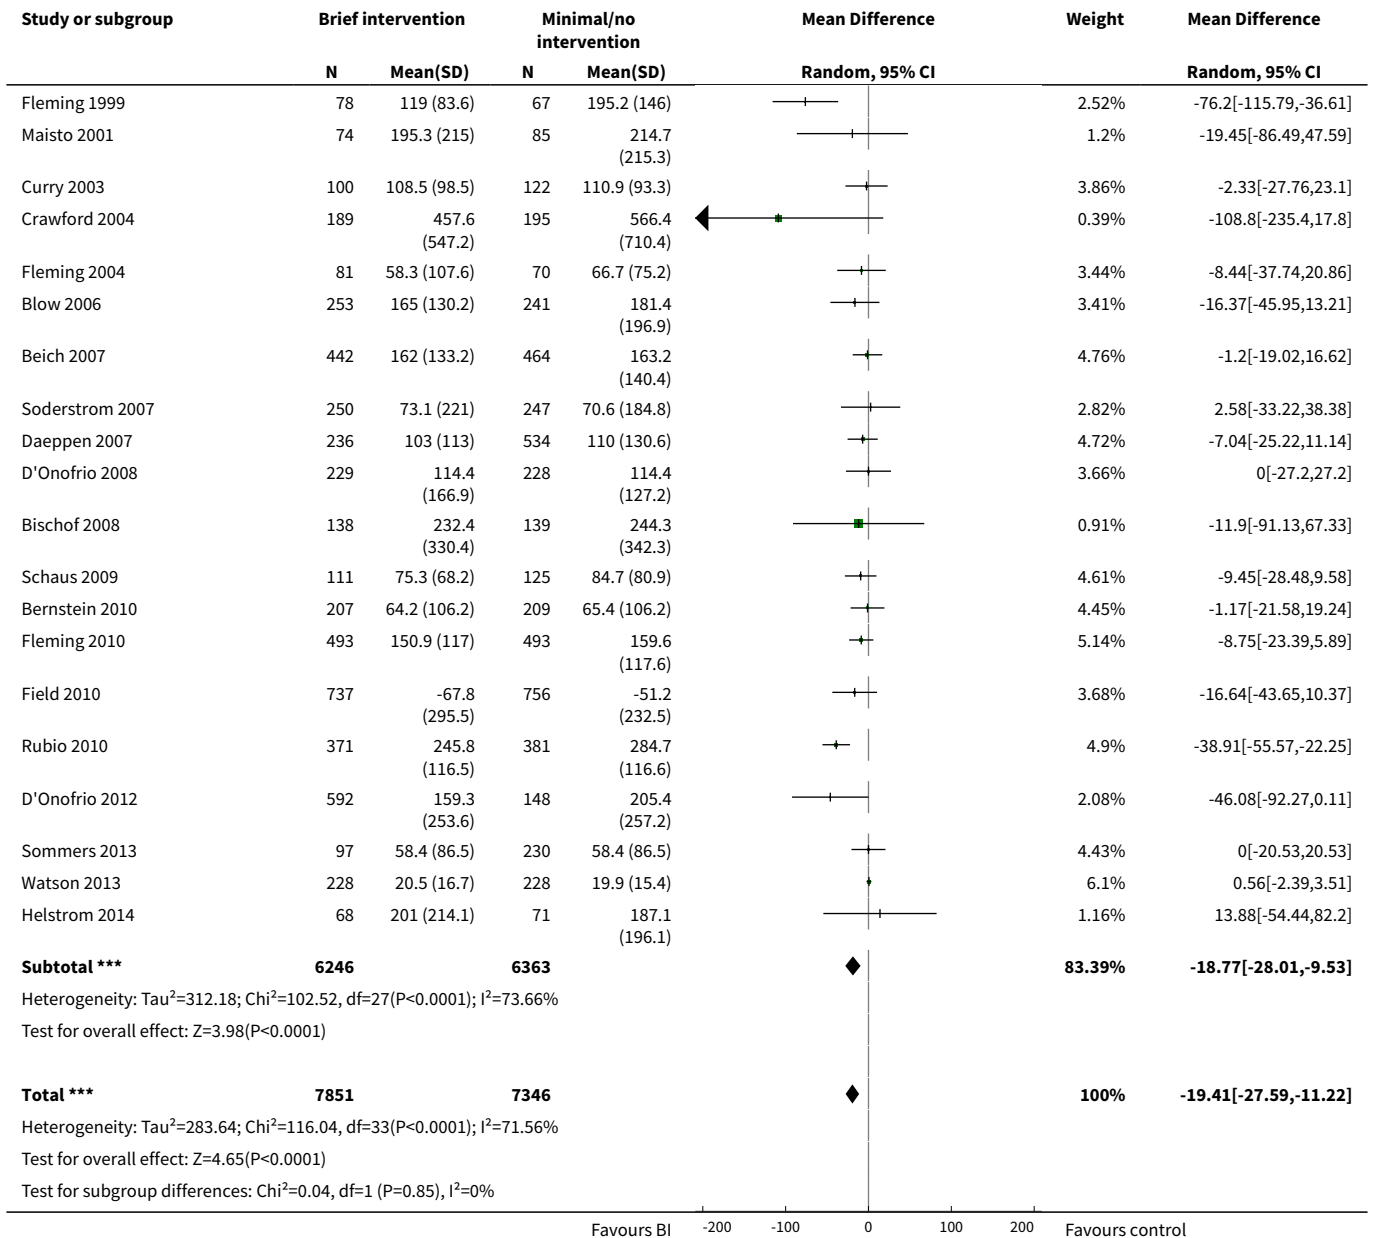 Study or subgroup Brief intervention Minimal/no Mean Difference Weight Mean Difference
intervention
N Mean(SD) N Mean(SD) Random, 95% CI Random, 95% CI
Fleming 1999 78 119 (83.6) 67 195.2 (146) 2.52% -76.2[-115.79,-36.61]
Maisto 2001 74 195.3 (215) 85 214.7 1.2% -19.45[-86.49,47.59]
(215.3)
Curry 2003 100 108.5 (98.5) 122 110.9 (93.3) 3.86% -2.33[-27.76,23.1]
Crawford 2004 189 457.6 195 566.4 0.39% -108.8[-235.4,17.8]
(547.2) (710.4)
Fleming 2004 81 58.3 (107.6) 70 66.7 (75.2) 3.44% -8.44[-37.74,20.86]
Blow 2006 253 165 (130.2) 241 181.4 3.41% -16.37[-45.95,13.21]
(196.9)
Beich 2007 442 162 (133.2) 464 163.2 4.76% -1.2[-19.02,16.62]
(140.4)
Soderstrom 2007 250 73.1 (221) 247 70.6 (184.8) 2.82% 2.58[-33.22,38.38]
Daeppen 2007 236 103 (113) 534 110 (130.6) 4.72% -7.04[-25.22,11.14]
D'Onofrio 2008 229 114.4 228 114.4 3.66% 0[-27.2,27.2]
(166.9) (127.2)
Bischof 2008 138 232.4 139 244.3 0.91% -11.9[-91.13,67.33]
(330.4) (342.3)
Schaus 2009 111 75.3 (68.2) 125 84.7 (80.9) 4.61% -9.45[-28.48,9.58]
Bernstein 2010 207 64.2 (106.2) 209 65.4 (106.2) 4.45% -1.17[-21.58,19.24]
Fleming 2010 493 150.9 (117) 493 159.6 5.14% -8.75[-23.39,5.89]
(117.6)
Field 2010 737 -67.8 756 -51.2 3.68% -16.64[-43.65,10.37]
(295.5) (232.5)
Rubio 2010 371 245.8 381 284.7 4.9% -38.91[-55.57,-22.25]
(116.5) (116.6)
D'Onofrio 2012 592 159.3 148 205.4 2.08% -46.08[-92.27,0.11]
(253.6) (257.2)
Sommers 2013 97 58.4 (86.5) 230 58.4 (86.5) 4.43% 0[-20.53,20.53]
Watson 2013 228 20.5 (16.7) 228 19.9 (15.4) 6.1% 0.56[-2.39,3.51]
Helstrom 2014 68 201 (214.1) 71 187.1 1.16% 13.88[-54.44,82.2]
(196.1)
Subtotal *** 6246 6363 83.39% -18.77[-28.01,-9.53]
Heterogeneity: Tau²=312.18; Chi²=102.52, df=27(P<0.0001); I²=73.66%
Test for overall effect: Z=3.98(P<0.0001)
Total *** 7851 7346 100% -19.41[-27.59,-11.22]
Heterogeneity: Tau²=283.64; Chi²=116.04, df=33(P<0.0001); I²=71.56%
Test for overall effect: Z=4.65(P<0.0001)
Test for subgroup differences: Chi²=0.04, df=1 (P=0.85), I²=0%
Favours BI -200 -100 0 100 200 Favours control